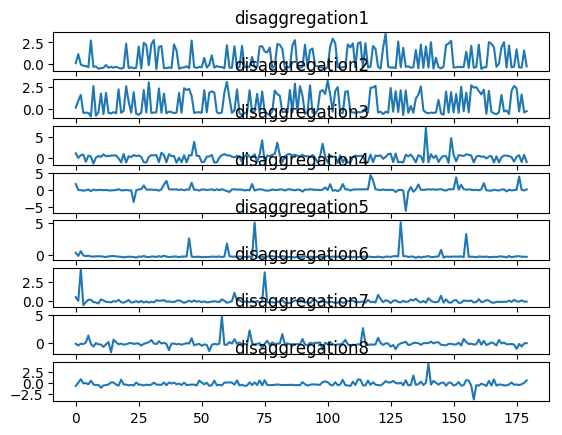 disaggregation1
2.5
0.0
disaggregation2
2.5
0.0
disaggregation3
5
0
disaggregation4
5
0
−5
disaggregation5
5
0
disaggregation6
2.5
0.0
disaggregation7
5
0
disaggregation8
2.5
0.0
−2.5
0 25 50 75 100 125 150 175